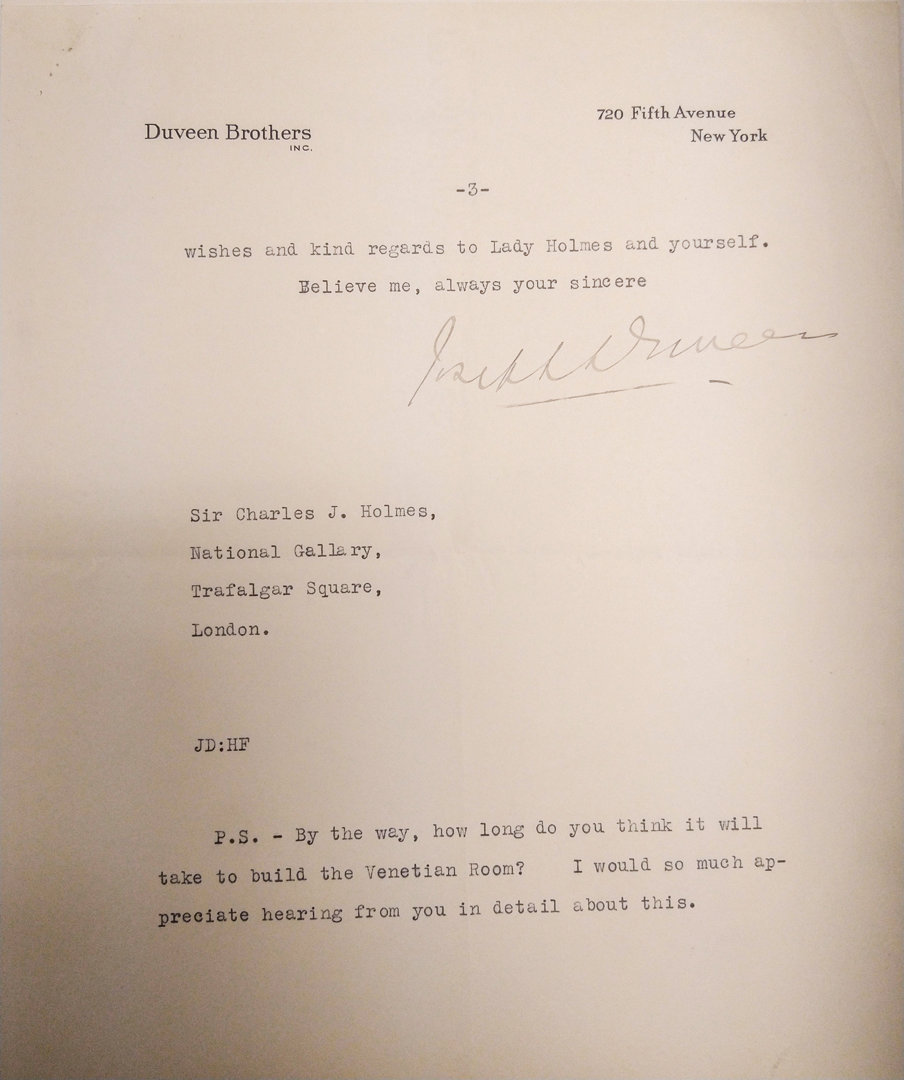 Duveen Brothers
INC.
720 Fifth Avenue
New York
-3-
wishes and kind regards to Lady Holmes and yourself.
Believe me, always your sincere
Joseph Duveen
Sir Charles J. Holmes,
National Gallary,
Trafalgar Square,
London.
JD:HF
P.S. - By the way, how long do you think it will
take to build the Venetian Room? I would so much ap-
preciate hearing from you in detail about this.